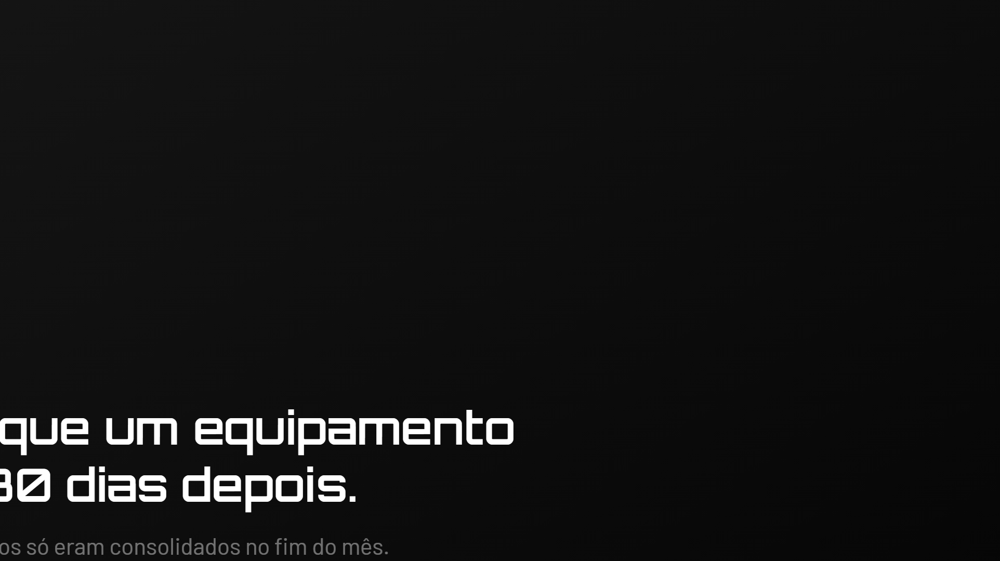 que um equipamento
30 dias depois.
os só eram consolidados no fim do mês.